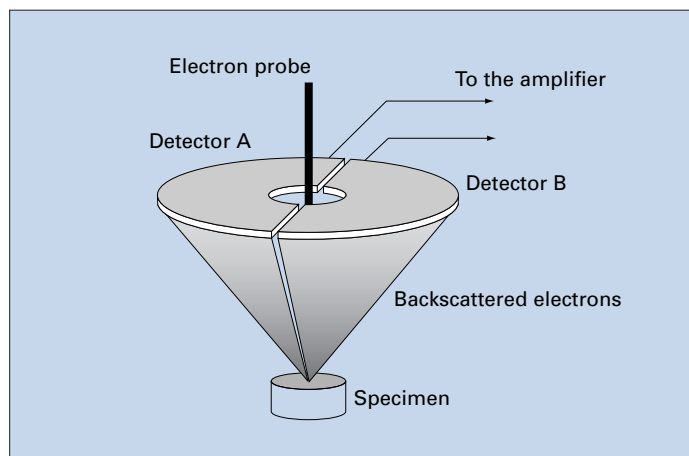 Electron probe
To the amplifier
Detector A
Detector B
Backscattered electrons
Specimen